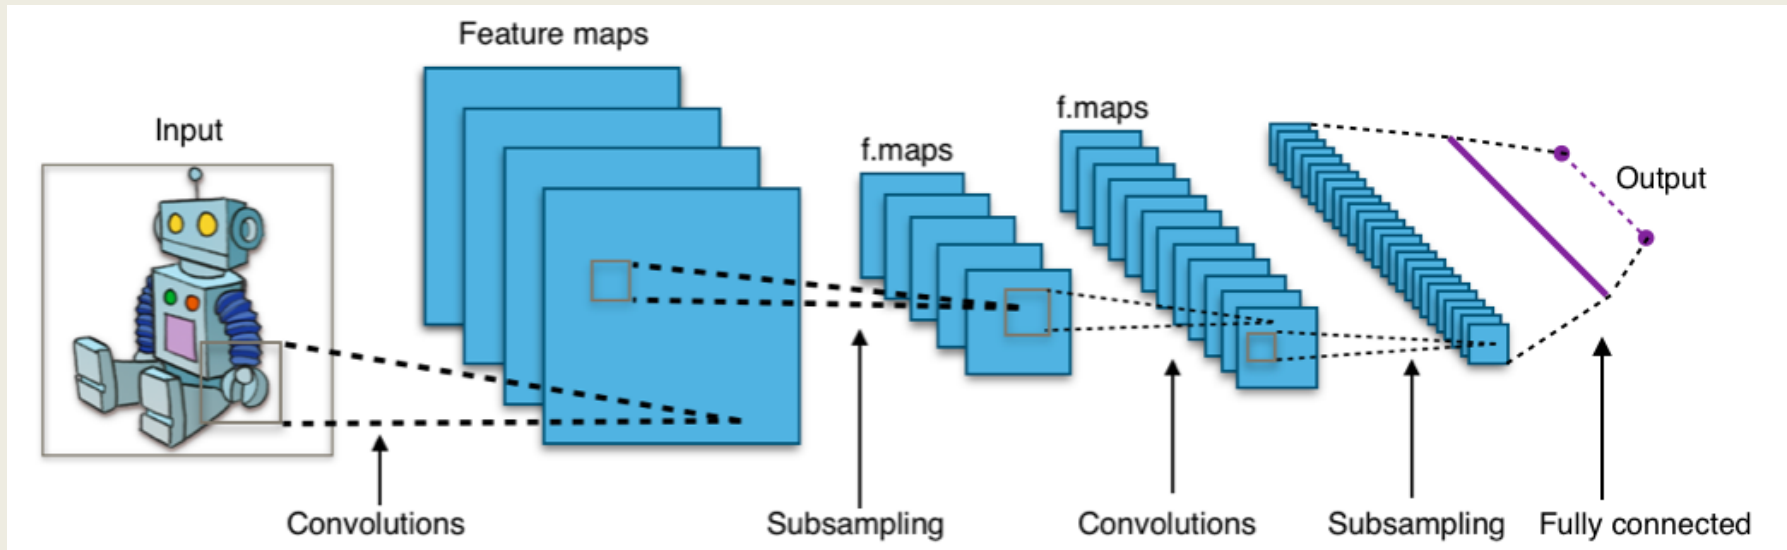 Feature maps
Input
f.maps
f.maps
Output
Convolutions
Subsampling
Convolutions
Subsampling
Fully connected